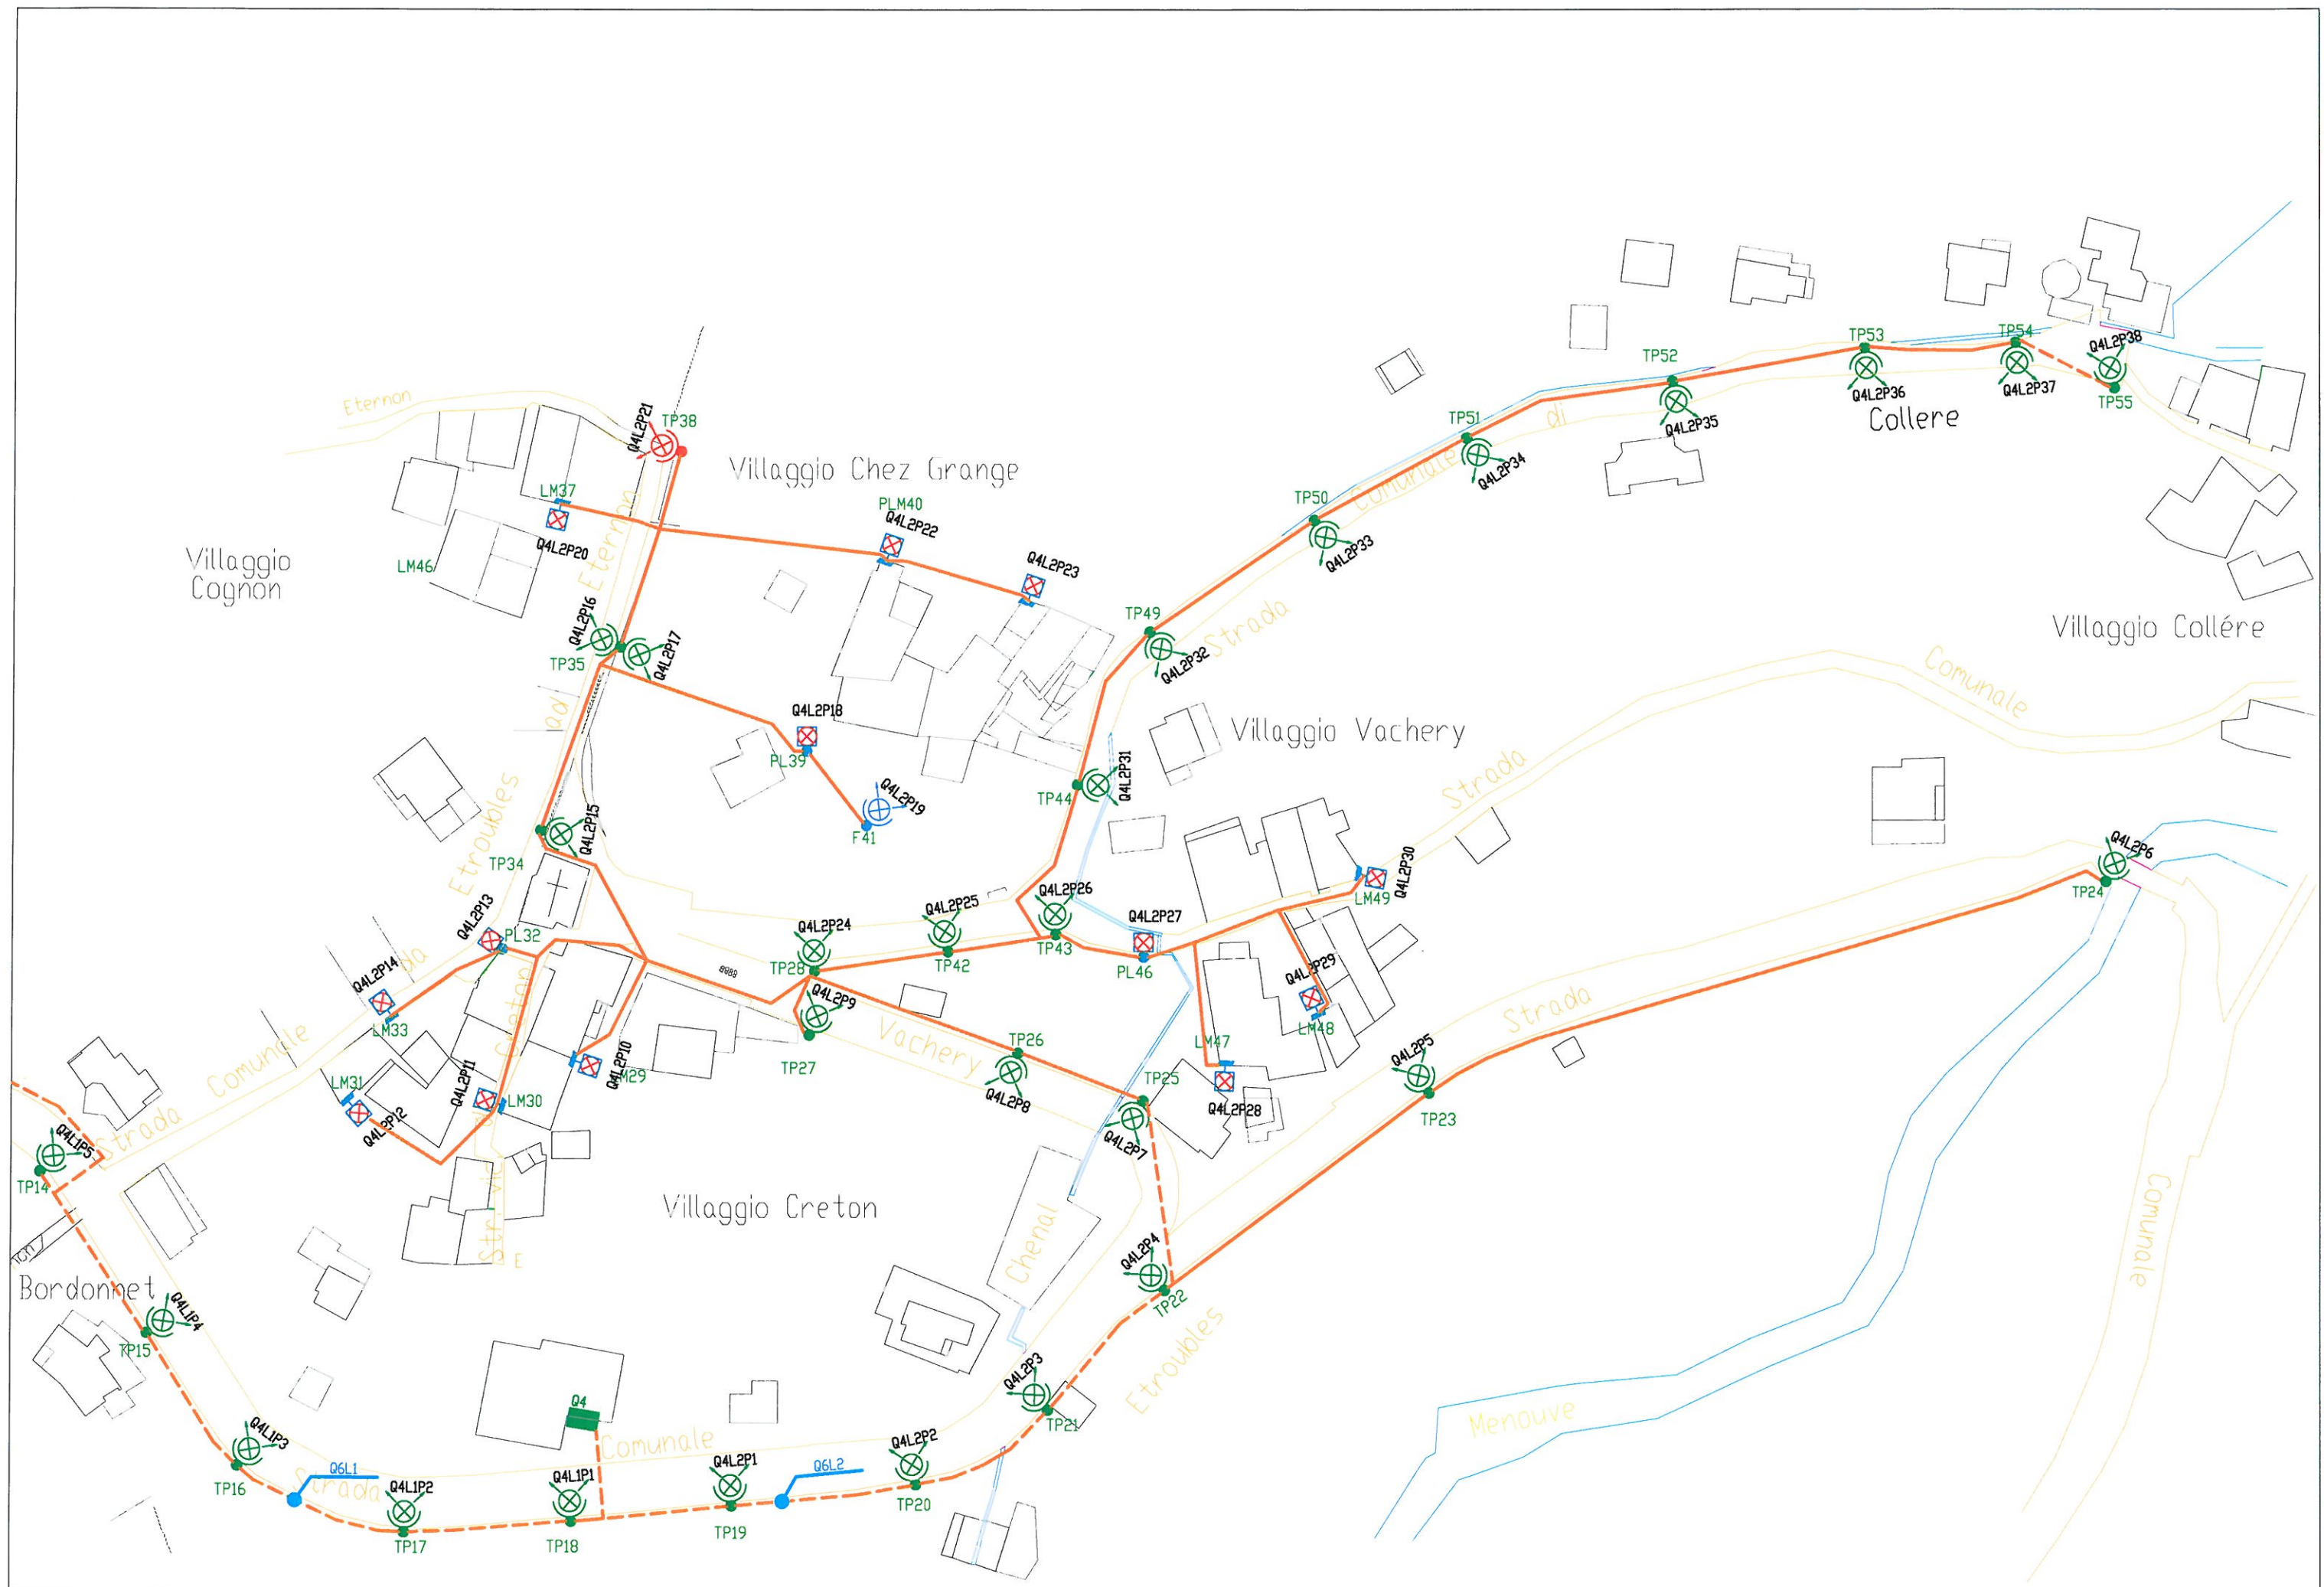 TP53
TP54
Q4L2P38
TP52
Q4L2P36
Q4L2P37
TP55
Eternon
Q4L2P21
TP38
TP51
di
Q4L2P35
Collere
Villaggio Chez Grange
Q4L2P34
LM37
PLM40
TP50
Comunale
Q4L2P22
Q4L2P20
Eternon
Q4L2P33
Villaggio
Cognon
LM46
Q4L2P23
TP49
Strada
Q4L2P16
Q4L2P17
TP35
Q4L2P32
Villaggio Collére
Comunale
ad
Q4L2P18
Villaggio Vachery
PL39
Q4L2P31
Strada
TP44
Etroubles
Q4L2P15
Q4L2P19
F41
TP34
Q4L2P6
TP24
Q4L2P30
LM49
Q4L2P13
PL32
Q4L2P24
Q4L2P25
Q4L2P26
Q4L2P27
da
Q4L2P14
TP28
TP42
TP43
PL46
Q4L2P29
Creton
Q4L2P9
LM33
Vachery
LM48
Strada
TP26
LM47
Comunale
TP27
Q4L2P10
LM29
Q4L2P5
LM31
Q4L2P11
LM30
Q4L2P8
TP25
Q4L2P28
TP23
Q4L2P12
Strada
Q4L1P5
Q4L2P7
TP14
Villaggio Creton
Str. vic
E
Chenal
Comunale
Q4L2P4
Bordonnet
TP22
Q4L1P4
TP15
Etroubles
Q4L2P3
TP21
Menouve
Q4
Comunale
Q4L1P3
Q4L2P2
Q6L1
Q4L1P2
Q4L1P1
Q4L2P1
Q6L2
TP16
Strada
TP17
TP18
TP19
TP20